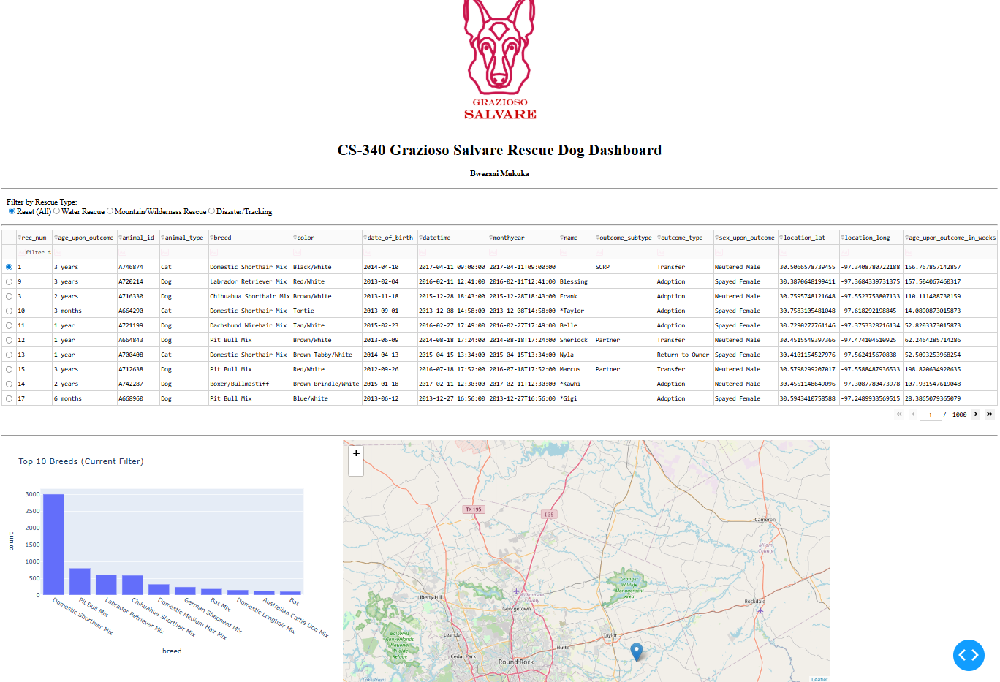 GRAZIOSO
SALVARE
CS-340 Grazioso Salvare Rescue Dog Dashboard
Bwezani Mukuka
Filter by Rescue Type:
Reset (All) Water Rescue Mountain/Wilderness Rescue Disaster/Tracking
rec_num age_upon_outcome animal_id animal_type breed color date_of_birth datetime monthyear name outcome_subtype outcome_type sex_upon_outcome location_lat location_long age_upon_outcome_in_weeks
filter d
1 3 years A746874 Cat Domestic Shorthair Mix Black/White 2014-04-10 2017-04-11 09:00:00 2017-04-11T09:00:00 SCRP Transfer Neutered Male 30.5066578739455 -97.3408780722188 156.767857142857
9 3 years A720214 Dog Labrador Retriever Mix Red/White 2013-02-04 2016-02-11 12:41:00 2016-02-11T12:41:00 Blessing Adoption Spayed Female 30.3870648199411 -97.3684339731375 157.504067460317
3 2 years A716330 Dog Chihuahua Shorthair Mix Brown/White 2013-11-18 2015-12-28 18:43:00 2015-12-28T18:43:00 Frank Adoption Neutered Male 30.7595748121648 -97.5523753807133 110.111408730159
10 3 months A664290 Cat Domestic Shorthair Mix Tortie 2013-09-01 2013-12-08 14:58:00 2013-12-08T14:58:00 *Taylor Adoption Spayed Female 30.7583105481048 -97.618292198845 14.0890873015873
11 1 year A721199 Dog Dachshund Wirehair Mix Tan/White 2015-02-23 2016-02-27 17:49:00 2016-02-27T17:49:00 Belle Adoption Spayed Female 30.7290272761146 -97.3753328216134 52.8203373015873
12 1 year A664843 Dog Pit Bull Mix Brown/White 2013-06-09 2014-08-18 17:24:00 2014-08-18T17:24:00 Sherlock Partner Transfer Neutered Male 30.4515549397366 -97.474104510925 62.2464285714286
13 1 year A700408 Cat Domestic Shorthair Mix Brown Tabby/White 2014-04-13 2015-04-15 13:34:00 2015-04-15T13:34:00 Nyla Return to Owner Spayed Female 30.4101154527976 -97.562415670838 52.5093253968254
15 3 years A712638 Dog Pit Bull Mix Red/White 2012-09-26 2016-07-18 17:52:00 2016-07-18T17:52:00 Marcus Partner Transfer Neutered Male 30.5798299207017 -97.5588487936533 198.820634920635
14 2 years A742287 Dog Boxer/Bullmastiff Brown Brindle/White 2015-01-18 2017-02-11 12:30:00 2017-02-11T12:30:00 *Kawhi Adoption Neutered Male 30.4551148649096 -97.3087780473978 107.931547619048
17 6 months A668960 Dog Pit Bull Mix Blue/White 2013-06-12 2013-12-27 16:56:00 2013-12-27T16:56:00 *Gigi Adoption Spayed Female 30.5943410758588 -97.2489933569515 28.3865079365079
« ‹ 1 / 1000 › »
Top 10 Breeds (Current Filter)
count
3000
2500
2000
1500
1000
500
0
Domestic Shorthair Mix
Pit Bull Mix
Labrador Retriever Mix
Chihuahua Shorthair Mix
Domestic Medium Hair Mix
German Shepherd Mix
Bat Mix
Domestic Longhair Mix
Australian Cattle Dog Mix
Bat
breed
+
−
TX 195
I 35
Cameron
Milam
County
Granger
Wildlife
Management
Area
Liberty Hill
Williamson
County
Georgetown
Rockdale
Balcones
Canyonlands
National
Wildlife
Refuge
Leander
Taylor
Hutto
Cedar Park
Round Rock
Lake Travis
Leaflet